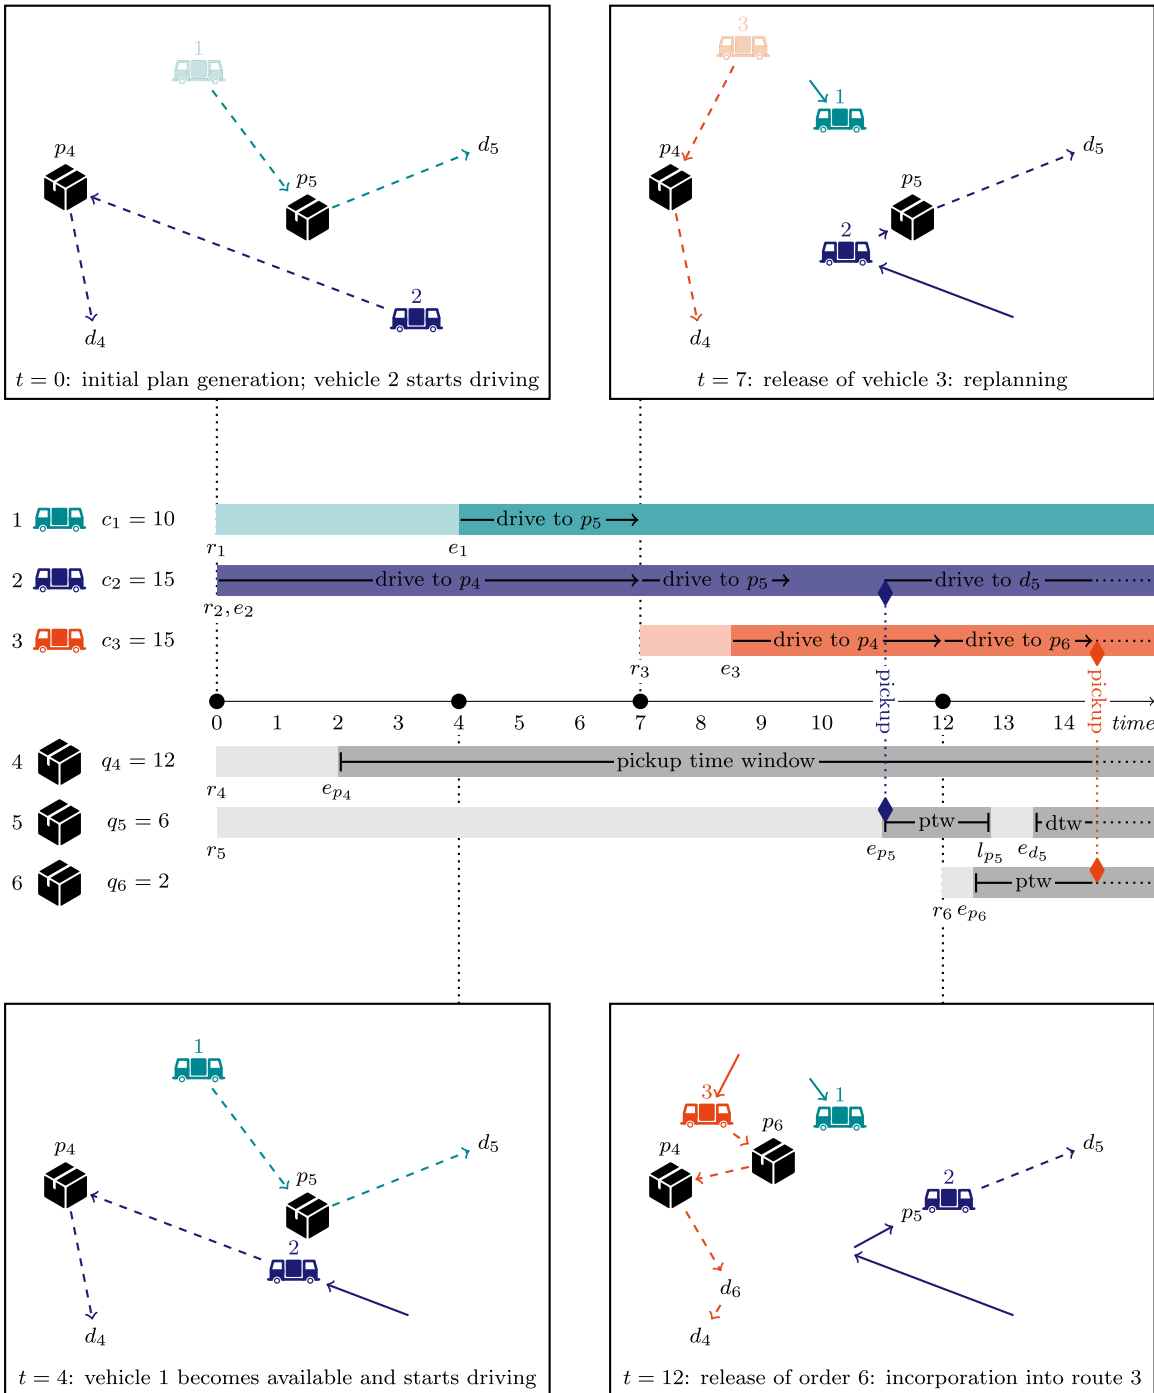 1
p₄
p₅
d₅
2
d₄
t = 0: initial plan generation; vehicle 2 starts driving
3
1
p₄
p₅
d₅
2
d₄
t = 7: release of vehicle 3: replanning
1 c₁ = 10 drive to p₅
r₁ e₁
2 c₂ = 15 drive to p₄ drive to p₅ drive to d₅
r₂, e₂
3 c₃ = 15 drive to p₄ drive to p₆
r₃ e₃
pickup pickup
0 1 2 3 4 5 6 7 8 9 10 11 12 13 14 time
4 q₄ = 12 pickup time window
r₄ eₚ₄
5 q₅ = 6 ptw dtw
r₅ eₚ₅ lₚ₅ e_d₅
6 q₆ = 2 ptw
r₆ eₚ₆
1
p₄
p₅
d₅
2
d₄
t = 4: vehicle 1 becomes available and starts driving
3
1
p₆
p₄
d₅
2
p₅
d₆
d₄
t = 12: release of order 6: incorporation into route 3